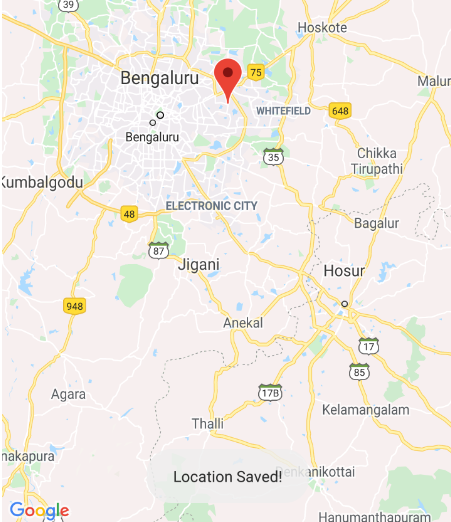 39
Hoskote
Bengaluru
75
Malur
WHITEFIELD
648
Bengaluru
35
Chikka
Tirupathi
Kumbalgodu
ELECTRONIC CITY
48
Bagalur
87
Jigani
Hosur
948
Anekal
17
85
Agara
17B
Kelamangalam
Thalli
nakapura
Location Saved!
Denkanikottai
Google
Hanumanthapuram